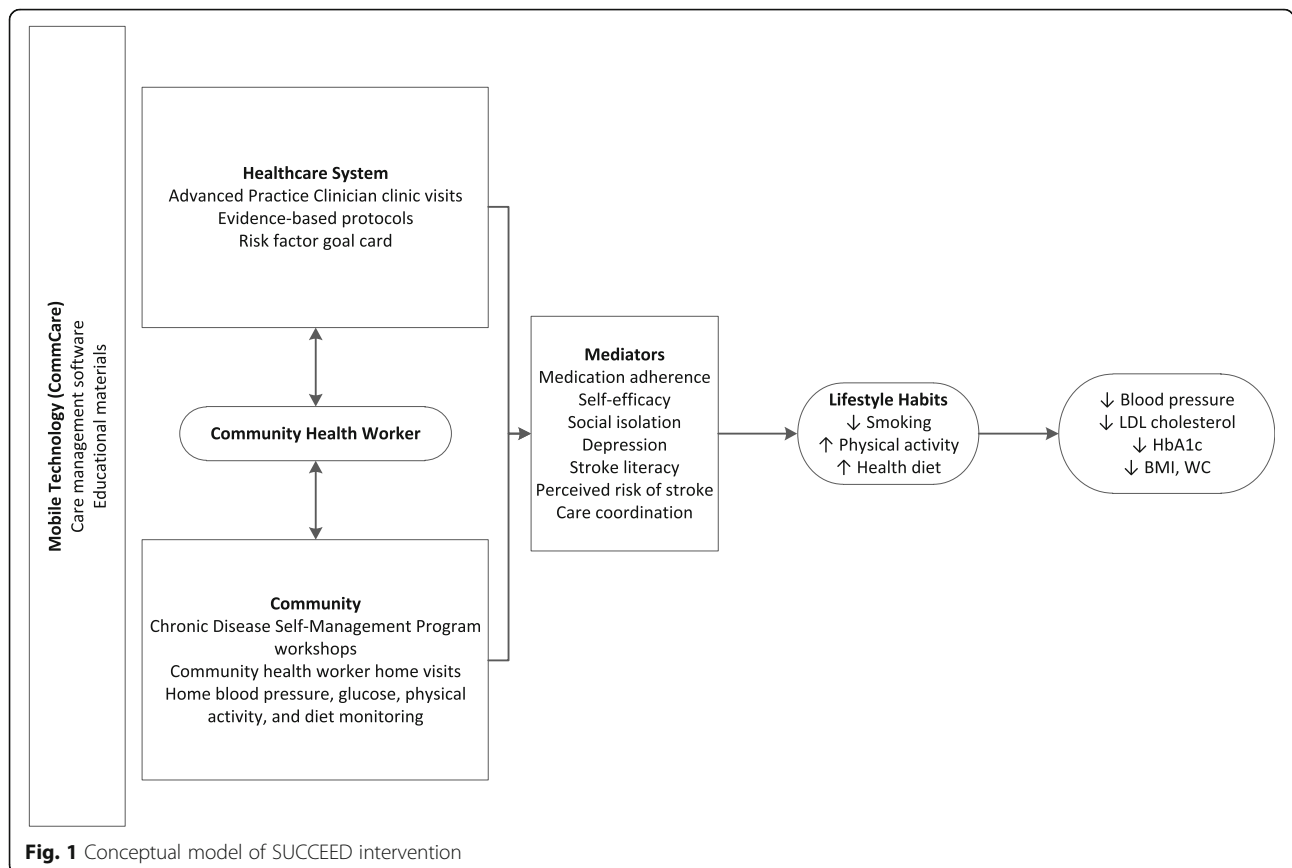 Mobile Technology (CommCare)
Care management software
Educational materials
Healthcare System
Advanced Practice Clinician clinic visits
Evidence-based protocols
Risk factor goal card
Community Health Worker
Community
Chronic Disease Self-Management Program
workshops
Community health worker home visits
Home blood pressure, glucose, physical
activity, and diet monitoring
Mediators
Medication adherence
Self-efficacy
Social isolation
Depression
Stroke literacy
Perceived risk of stroke
Care coordination
Lifestyle Habits
↓ Smoking
↑ Physical activity
↑ Health diet
↓ Blood pressure
↓ LDL cholesterol
↓ HbA1c
↓ BMI, WC
Fig. 1 Conceptual model of SUCCEED intervention